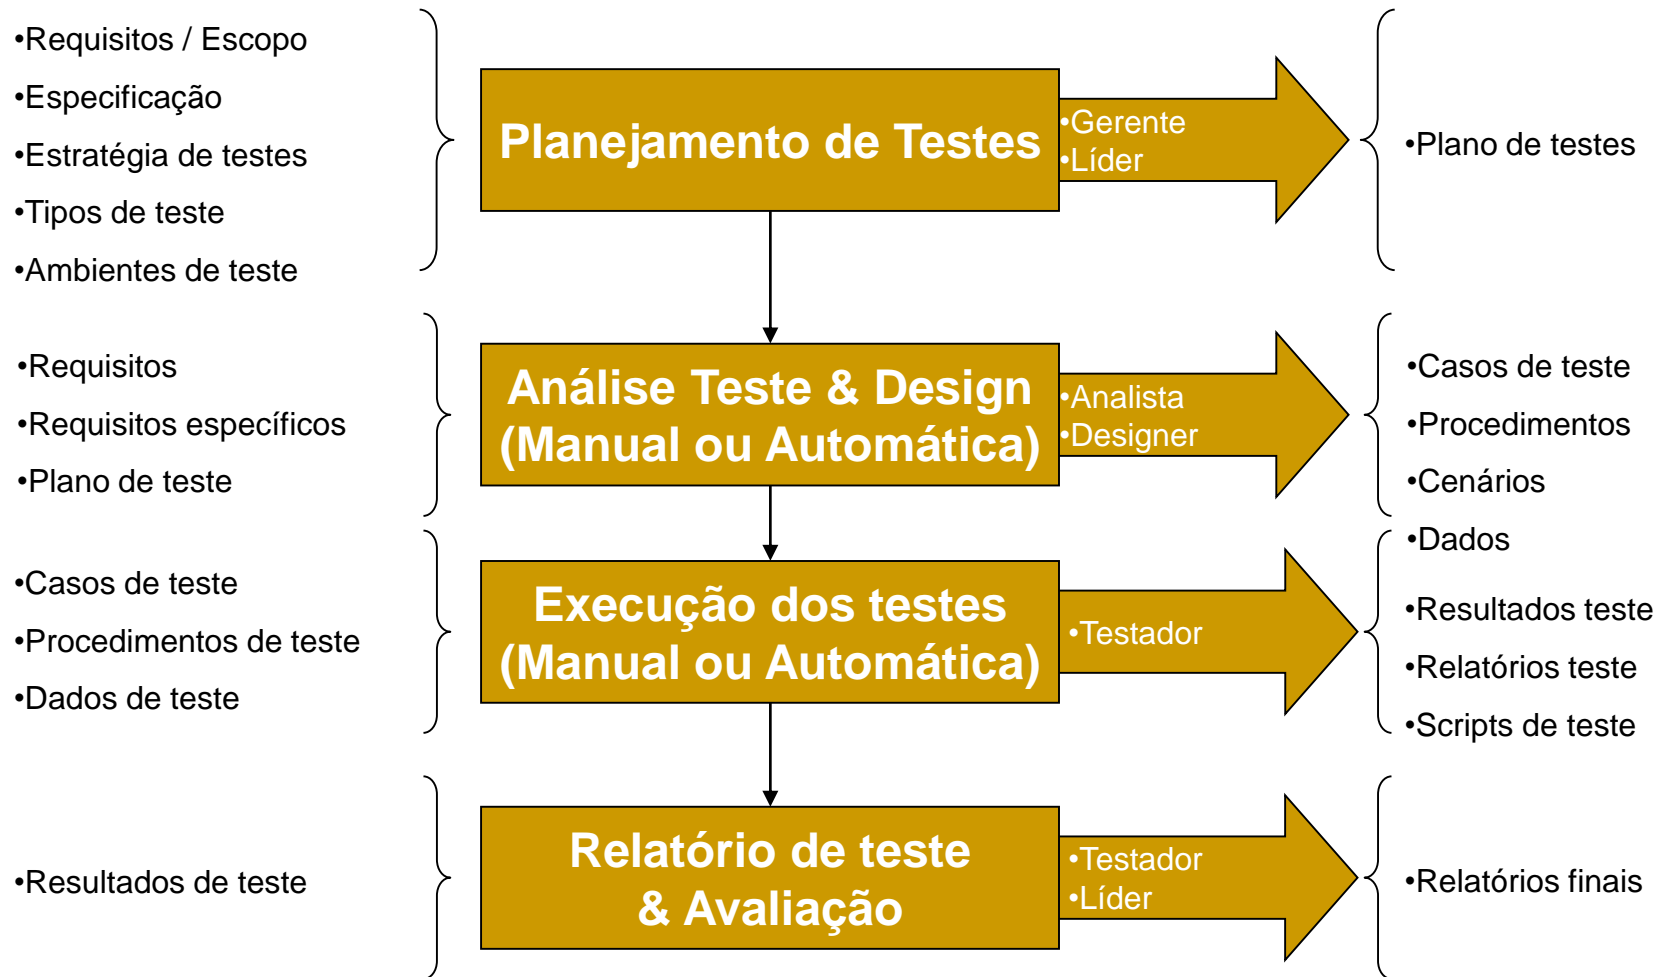 •Requisitos / Escopo
•Especificação
•Estratégia de testes
•Tipos de teste
•Ambientes de teste
Planejamento de Testes
•Gerente
•Líder
•Plano de testes
•Requisitos
•Requisitos específicos
•Plano de teste
Análise Teste & Design
(Manual ou Automática)
•Analista
•Designer
•Casos de teste
•Procedimentos
•Cenários
•Dados
•Casos de teste
•Procedimentos de teste
•Dados de teste
Execução dos testes
(Manual ou Automática)
•Testador
•Resultados teste
•Relatórios teste
•Scripts de teste
•Resultados de teste
Relatório de teste
& Avaliação
•Testador
•Líder
•Relatórios finais